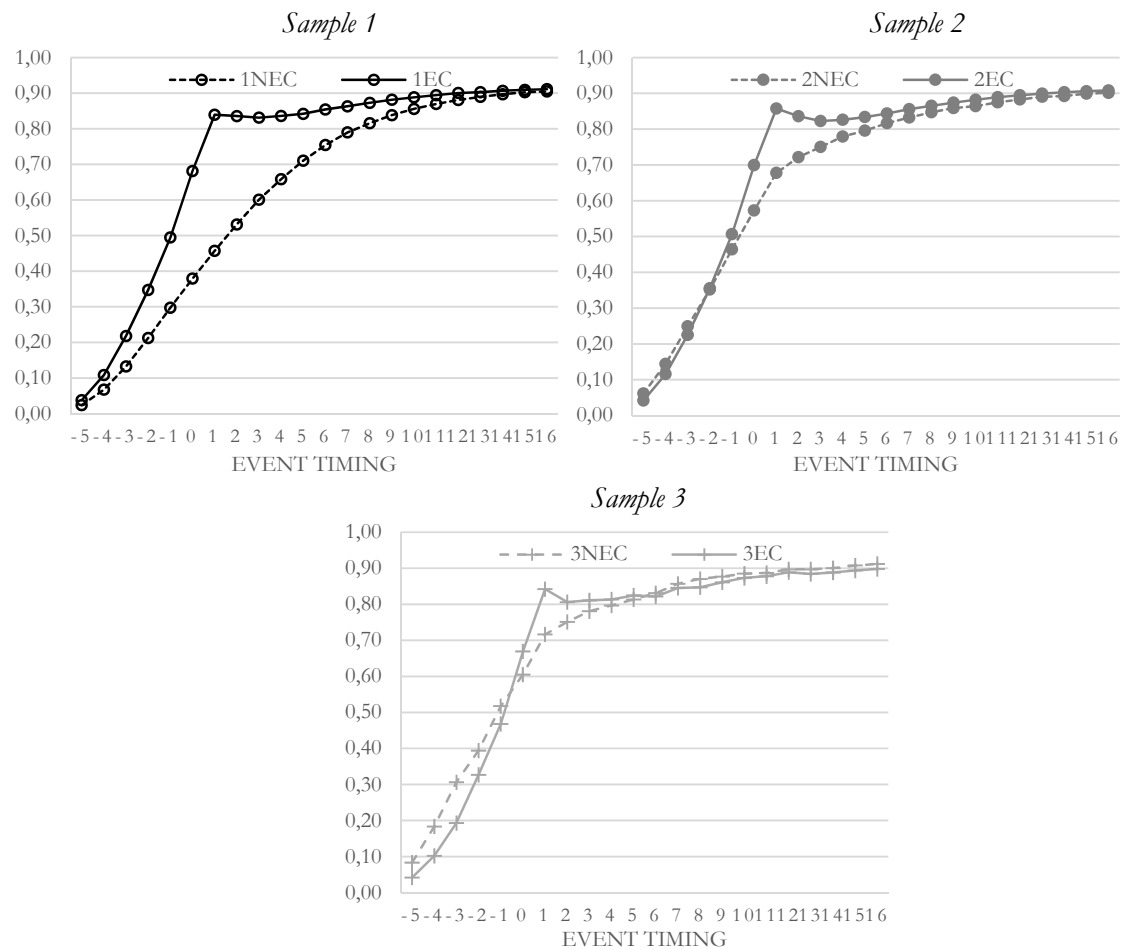 Sample 1
1NEC 1EC
1,00
0,90
0,80
0,70
0,60
0,50
0,40
0,30
0,20
0,10
0,00
-5 -4 -3 -2 -1 0 1 2 3 4 5 6 7 8 9 10 11 12 13 14 15 16
EVENT TIMING
Sample 2
2NEC 2EC
1,00
0,90
0,80
0,70
0,60
0,50
0,40
0,30
0,20
0,10
0,00
-5 -4 -3 -2 -1 0 1 2 3 4 5 6 7 8 9 10 11 12 13 14 15 16
EVENT TIMING
Sample 3
3NEC 3EC
1,00
0,90
0,80
0,70
0,60
0,50
0,40
0,30
0,20
0,10
0,00
-5 -4 -3 -2 -1 0 1 2 3 4 5 6 7 8 9 10 11 12 13 14 15 16
EVENT TIMING